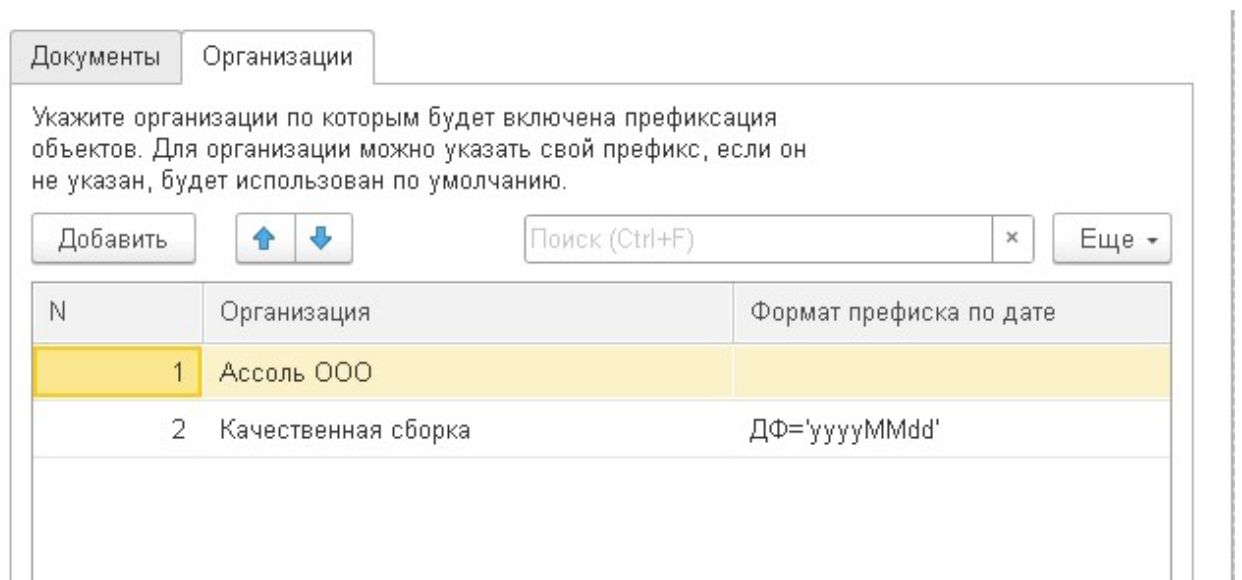 Документы Организации
Укажите организации по которым будет включена префиксация
объектов. Для организации можно указать свой префикс, если он
не указан, будет использован по умолчанию.
Добавить Поиск (Ctrl+F) × Еще
N Организация Формат префиска по дате
1 Ассоль ООО
2 Качественная сборка ДФ='yyyyMMdd'